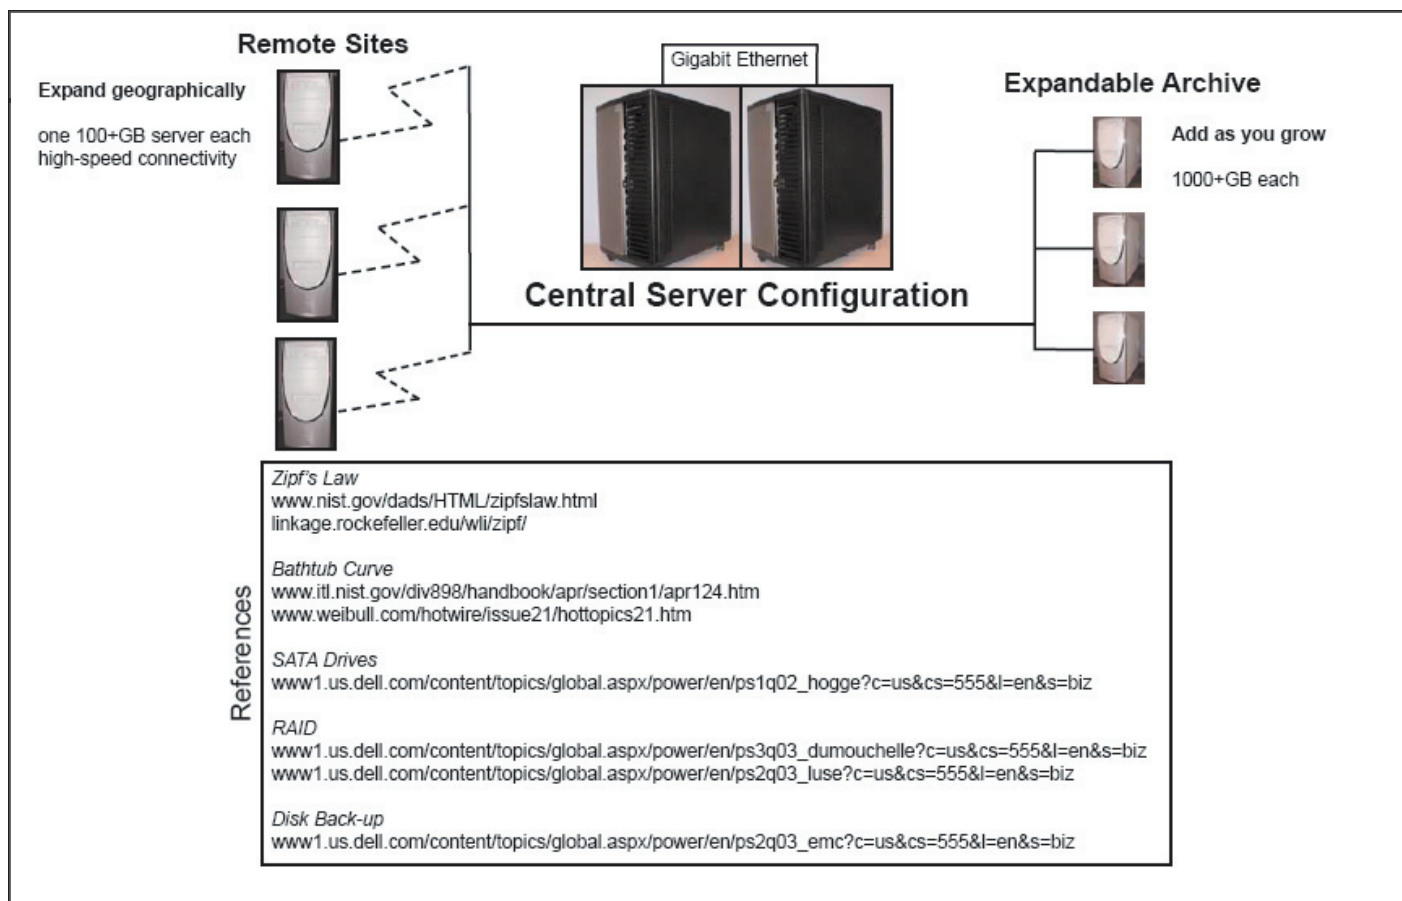 Remote Sites
Expand geographically
one 100+GB server each
high-speed connectivity
Gigabit Ethernet
Central Server Configuration
Expandable Archive
Add as you grow
1000+GB each
References
Zipf's Law
www.nist.gov/dads/HTML/zipfslaw.html
linkage.rockefeller.edu/wli/zipf/
Bathtub Curve
www.itl.nist.gov/div898/handbook/apr/section1/apr124.htm
www.weibull.com/hotwire/issue21/hottopics21.htm
SATA Drives
www1.us.dell.com/content/topics/global.aspx/power/en/ps1q02_hogge?c=us&cs=555&l=en&s=biz
RAID
www1.us.dell.com/content/topics/global.aspx/power/en/ps3q03_dumouchelle?c=us&cs=555&l=en&s=biz
www1.us.dell.com/content/topics/global.aspx/power/en/ps2q03_luse?c=us&cs=555&l=en&s=biz
Disk Back-up
www1.us.dell.com/content/topics/global.aspx/power/en/ps2q03_emc?c=us&cs=555&l=en&s=biz